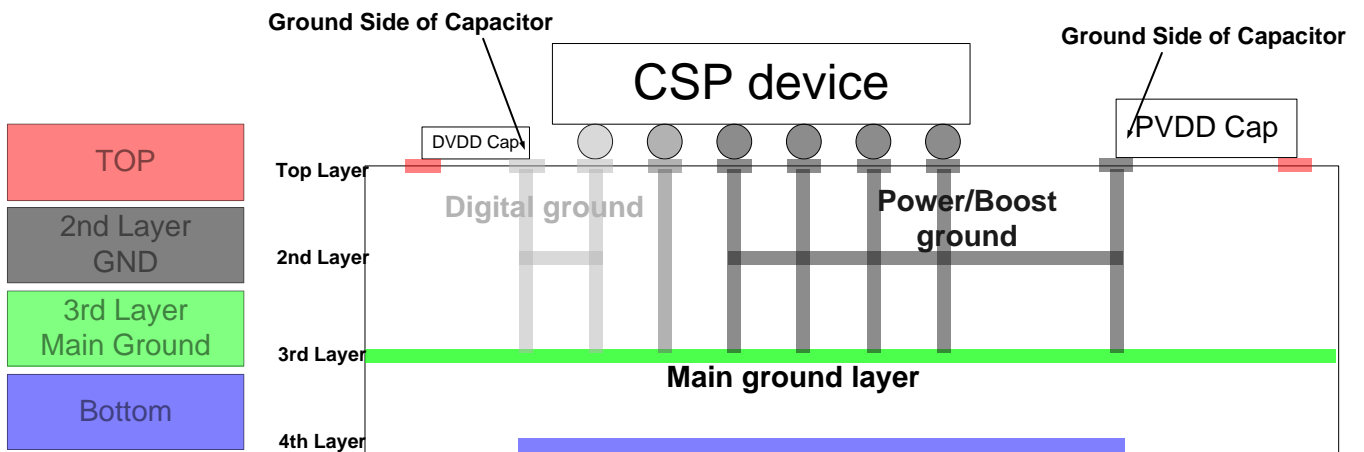 Ground Side of Capacitor
Ground Side of Capacitor
CSP device
DVDD Cap
PVDD Cap
TOP
Top Layer
Digital ground
Power/Boost
ground
2nd Layer
GND
2nd Layer
3rd Layer
Main Ground
3rd Layer
Main ground layer
Bottom
4th Layer